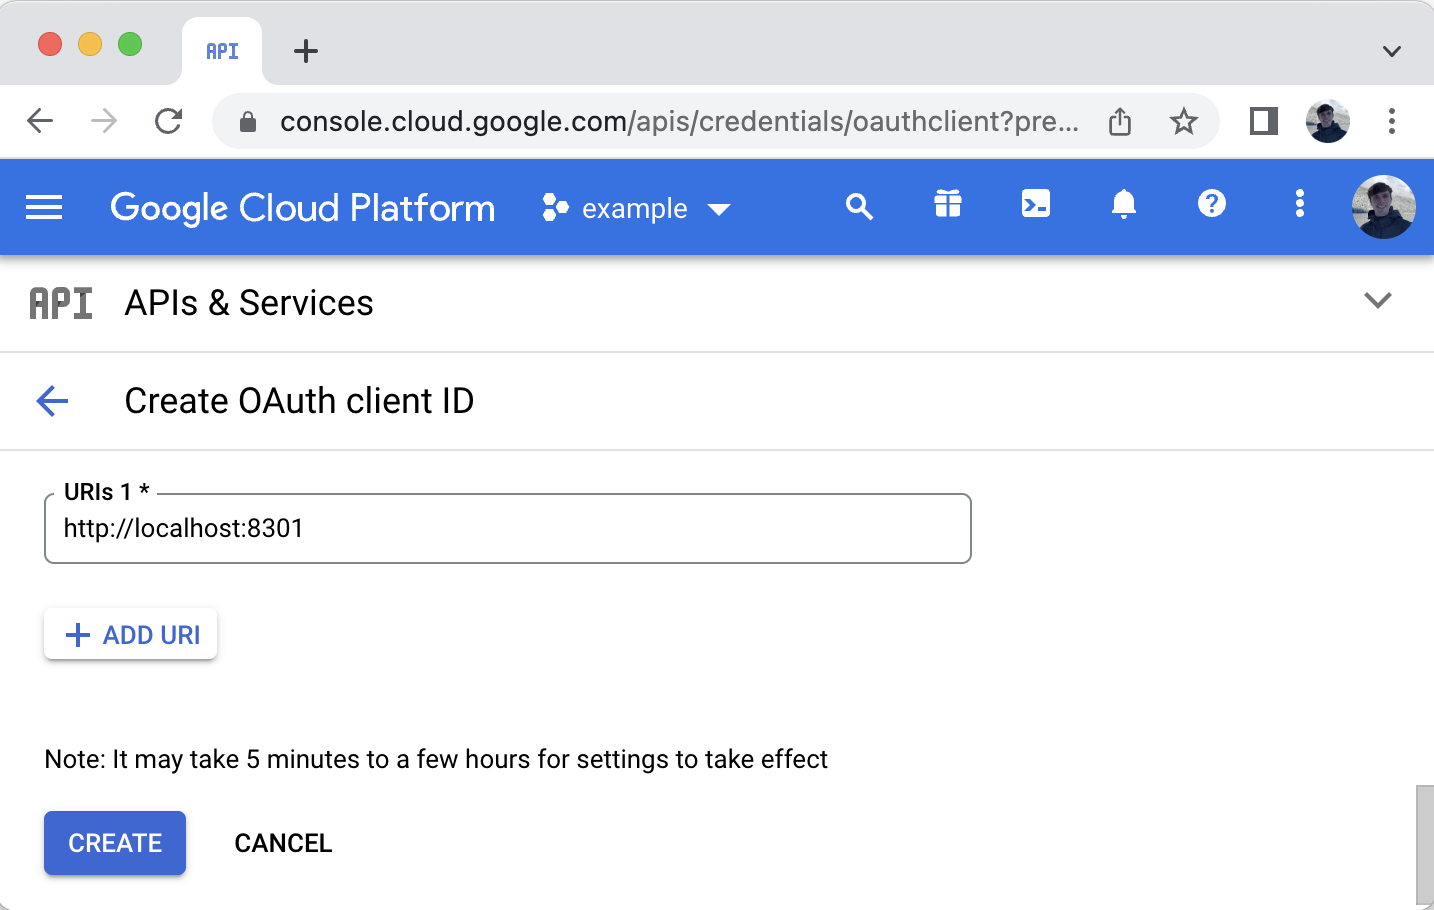 API
console.cloud.google.com/apis/credentials/oauthclient?pre...
Google Cloud Platform example
API APIs & Services
Create OAuth client ID
URIs 1 *
http://localhost:8301
ADD URI
Note: It may take 5 minutes to a few hours for settings to take effect
CREATE CANCEL